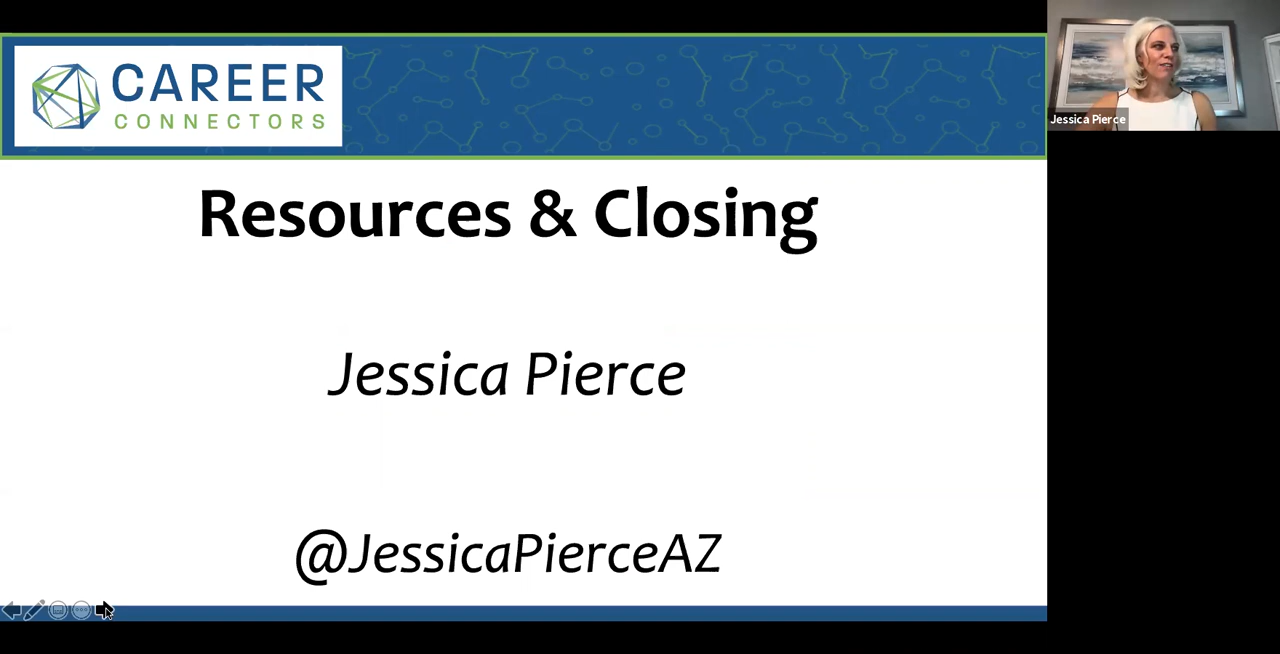 CAREER
CONNECTORS
Jessica Pierce
Resources & Closing
Jessica Pierce
@JessicaPierceAZ